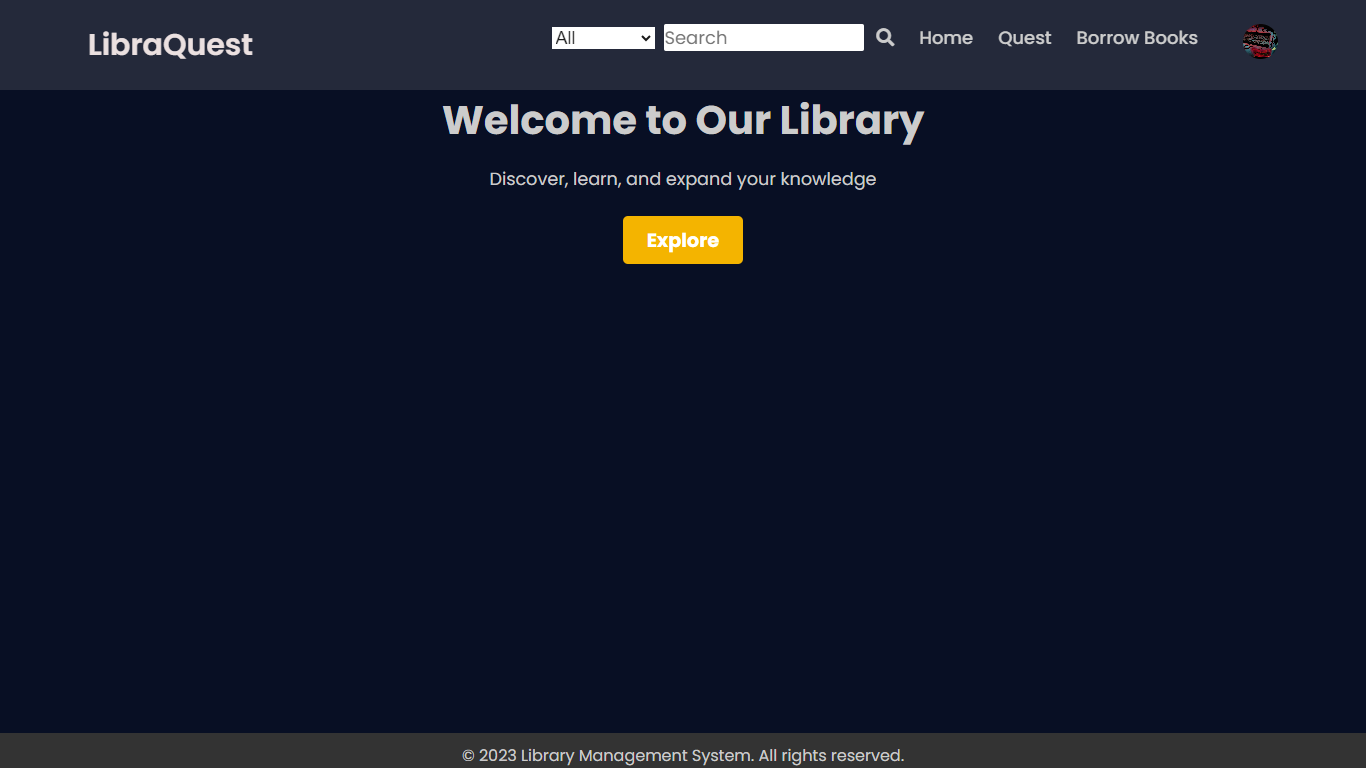 LibraQuest
All
Search
Home
Quest
Borrow Books
Welcome to Our Library
Discover, learn, and expand your knowledge
Explore
© 2023 Library Management System. All rights reserved.